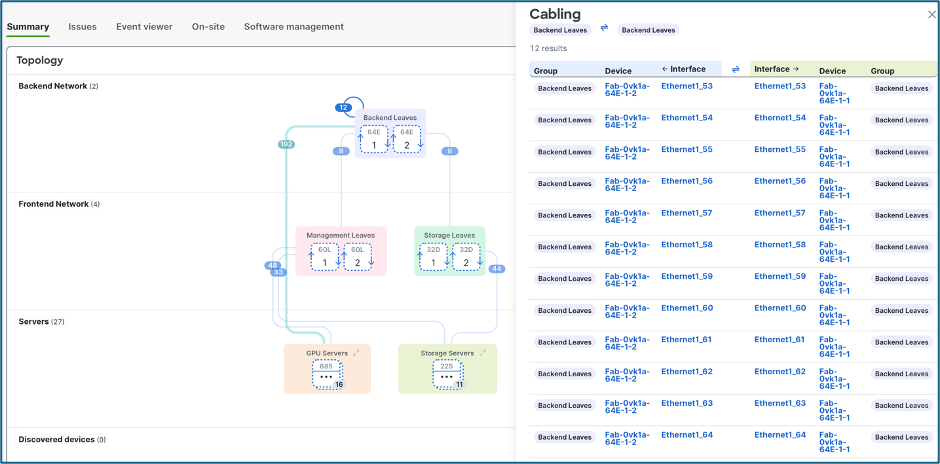 Summary Issues Event viewer On-site Software management
Topology
Backend Network (2)
12
Backend Leaves
64E 64E
1 2
192
8 8
Frontend Network (4)
Management Leaves Storage Leaves
60L 60L 32D 32D
1 2 1 2
48
33
44
Servers (27)
GPU Servers Storage Servers
885 225
16 11
Discovered devices (0)
Cabling
Backend Leaves ⇌ Backend Leaves
12 results
Group Device ← Interface ⇌ Interface → Device Group
Backend Leaves Fab-0vk1a-64E-1-2 Ethernet1_53 Ethernet1_53 Fab-0vk1a-64E-1-1 Backend Leaves
Backend Leaves Fab-0vk1a-64E-1-2 Ethernet1_54 Ethernet1_54 Fab-0vk1a-64E-1-1 Backend Leaves
Backend Leaves Fab-0vk1a-64E-1-2 Ethernet1_55 Ethernet1_55 Fab-0vk1a-64E-1-1 Backend Leaves
Backend Leaves Fab-0vk1a-64E-1-2 Ethernet1_56 Ethernet1_56 Fab-0vk1a-64E-1-1 Backend Leaves
Backend Leaves Fab-0vk1a-64E-1-2 Ethernet1_57 Ethernet1_57 Fab-0vk1a-64E-1-1 Backend Leaves
Backend Leaves Fab-0vk1a-64E-1-2 Ethernet1_58 Ethernet1_58 Fab-0vk1a-64E-1-1 Backend Leaves
Backend Leaves Fab-0vk1a-64E-1-2 Ethernet1_59 Ethernet1_59 Fab-0vk1a-64E-1-1 Backend Leaves
Backend Leaves Fab-0vk1a-64E-1-2 Ethernet1_60 Ethernet1_60 Fab-0vk1a-64E-1-1 Backend Leaves
Backend Leaves Fab-0vk1a-64E-1-2 Ethernet1_61 Ethernet1_61 Fab-0vk1a-64E-1-1 Backend Leaves
Backend Leaves Fab-0vk1a-64E-1-2 Ethernet1_62 Ethernet1_62 Fab-0vk1a-64E-1-1 Backend Leaves
Backend Leaves Fab-0vk1a-64E-1-2 Ethernet1_63 Ethernet1_63 Fab-0vk1a-64E-1-1 Backend Leaves
Backend Leaves Fab-0vk1a-64E-1-2 Ethernet1_64 Ethernet1_64 Fab-0vk1a-64E-1-1 Backend Leaves